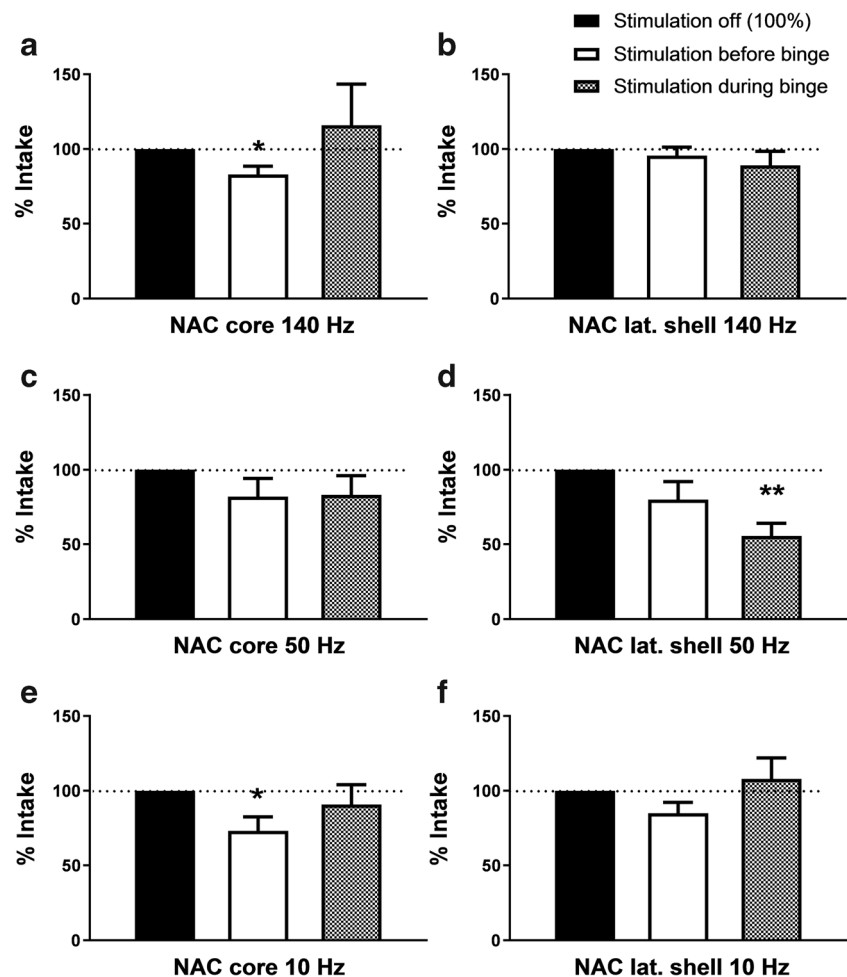 Stimulation off (100%)
Stimulation before binge
Stimulation during binge
a
150
100
50
0
% Intake
*
NAC core 140 Hz
b
150
100
50
0
% Intake
NAC lat. shell 140 Hz
c
150
100
50
0
% Intake
NAC core 50 Hz
d
150
100
50
0
% Intake
**
NAC lat. shell 50 Hz
e
150
100
50
0
% Intake
*
NAC core 10 Hz
f
150
100
50
0
% Intake
NAC lat. shell 10 Hz